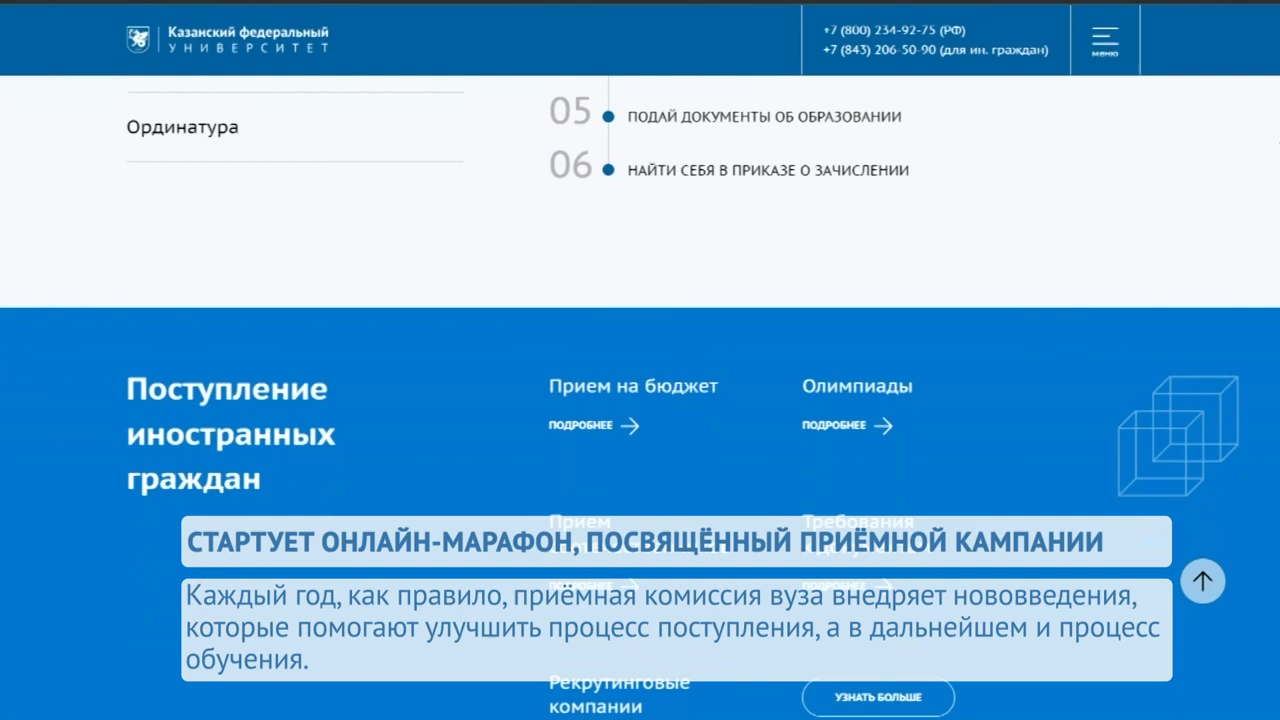 Казанский федеральный
УНИВЕРСИТЕТ
+7 (800) 234-92-75 (РФ)
+7 (843) 206-50-90 (для ин. граждан)
меню
Ординатура
05 ПОДАЙ ДОКУМЕНТЫ ОБ ОБРАЗОВАНИИ
06 НАЙТИ СЕБЯ В ПРИКАЗЕ О ЗАЧИСЛЕНИИ
Поступление
иностранных
граждан
Прием на бюджет
ПОДРОБНЕЕ
Олимпиады
ПОДРОБНЕЕ
Прием
Требования
ПОДРОБНЕЕ
СТАРТУЕТ ОНЛАЙН-МАРАФОН, ПОСВЯЩЁННЫЙ ПРИЁМНОЙ КАМПАНИИ
Каждый год, как правило, приёмная комиссия вуза внедряет нововведения,
которые помогают улучшить процесс поступления, а в дальнейшем и процесс
обучения.
Рекрутинговые
компании
УЗНАТЬ БОЛЬШЕ